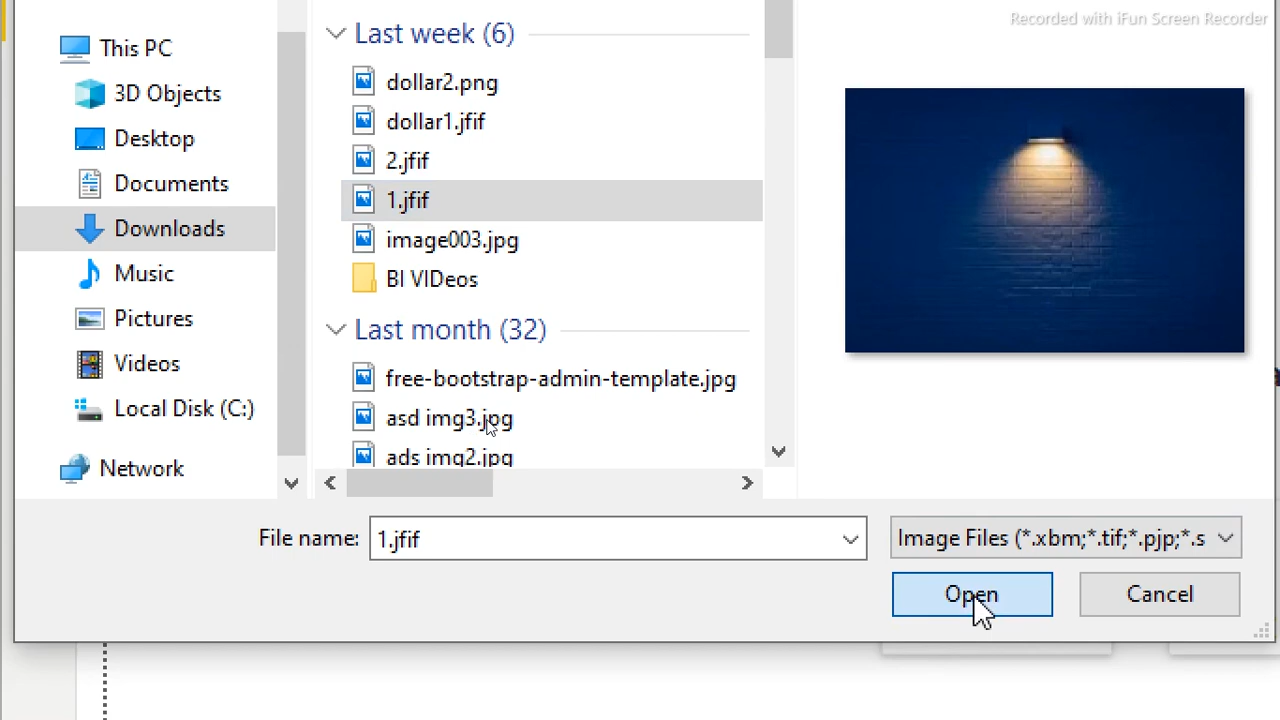 Recorded with iFun Screen Recorder
This PC
3D Objects
Desktop
Documents
Downloads
Music
Pictures
Videos
Local Disk (C:)
Network
Last week (6)
dollar2.png
dollar1.jfif
2.jfif
1.jfif
image003.jpg
BI VIDeos
Last month (32)
free-bootstrap-admin-template.jpg
asd img3.jpg
ads img2.jpg
File name: 1.jfif
Image Files (*.xbm;*.tif;*.pjp;*.s
Open Cancel